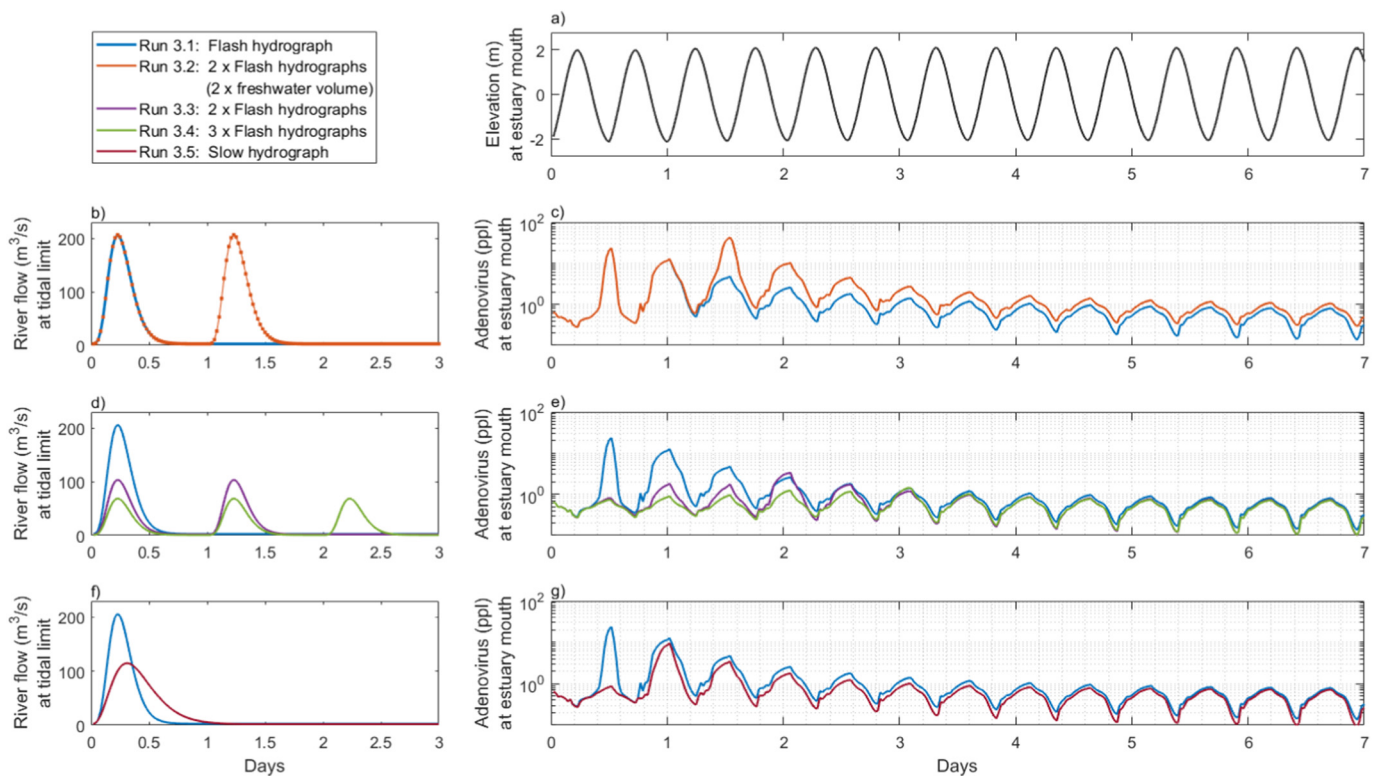 Run 3.1: Flash hydrograph
Run 3.2: 2 x Flash hydrographs
(2 x freshwater volume)
Run 3.3: 2 x Flash hydrographs
Run 3.4: 3 x Flash hydrographs
Run 3.5: Slow hydrograph
a)
Elevation (m)
at estuary mouth
2
0
-2
0 1 2 3 4 5 6 7
b)
River flow (m³/s)
at tidal limit
200
100
0
0 0.5 1 1.5 2 2.5 3
c)
Adenovirus (ppl)
at estuary mouth
10²
10⁰
0 1 2 3 4 5 6 7
d)
River flow (m³/s)
at tidal limit
200
100
0
0 0.5 1 1.5 2 2.5 3
e)
Adenovirus (ppl)
at estuary mouth
10²
10⁰
0 1 2 3 4 5 6 7
f)
River flow (m³/s)
at tidal limit
200
100
0
0 0.5 1 1.5 2 2.5 3
Days
g)
Adenovirus (ppl)
at estuary mouth
10²
10⁰
0 1 2 3 4 5 6 7
Days